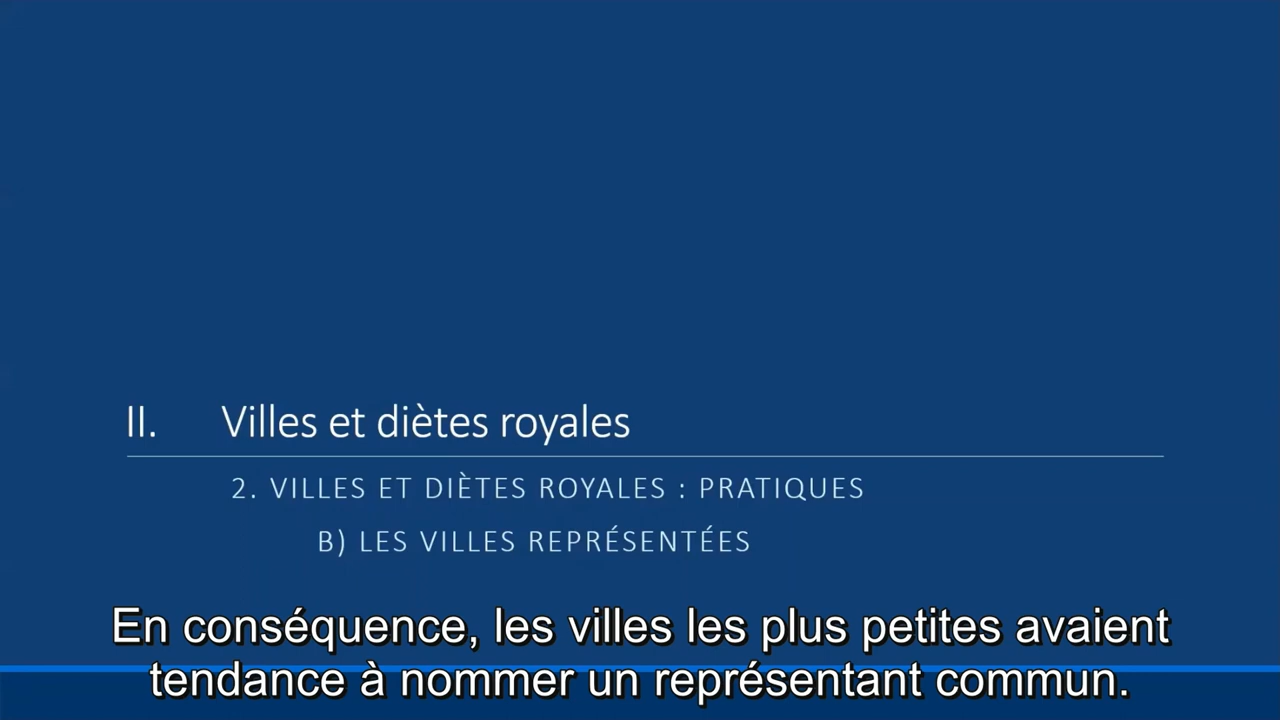 II. Villes et diètes royales
2. VILLES ET DIÈTES ROYALES : PRATIQUES
B) LES VILLES REPRÉSENTÉES
En conséquence, les villes les plus petites avaient
tendance à nommer un représentant commun.